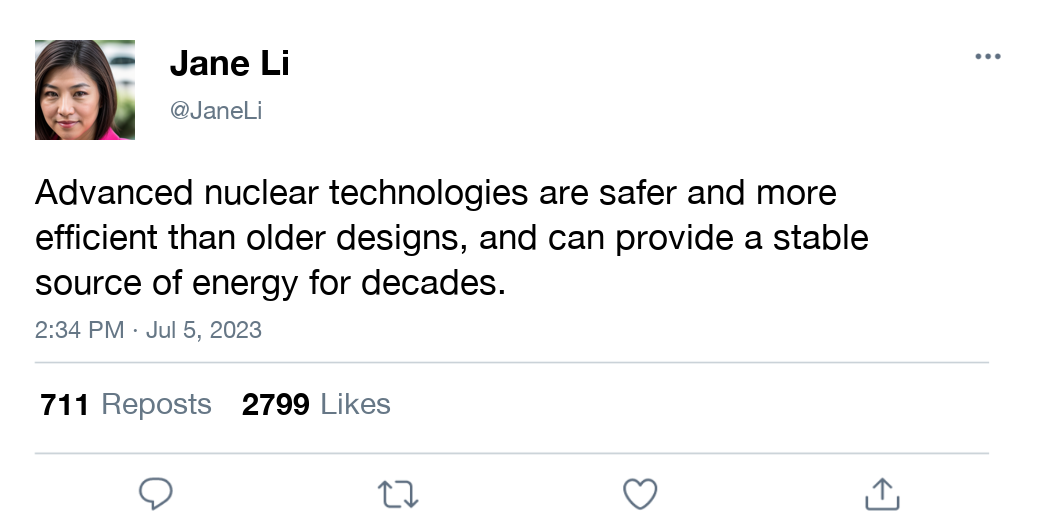 Jane Li
@JaneLi
Advanced nuclear technologies are safer and more
efficient than older designs, and can provide a stable
source of energy for decades.
2:34 PM · Jul 5, 2023
711 Reposts 2799 Likes